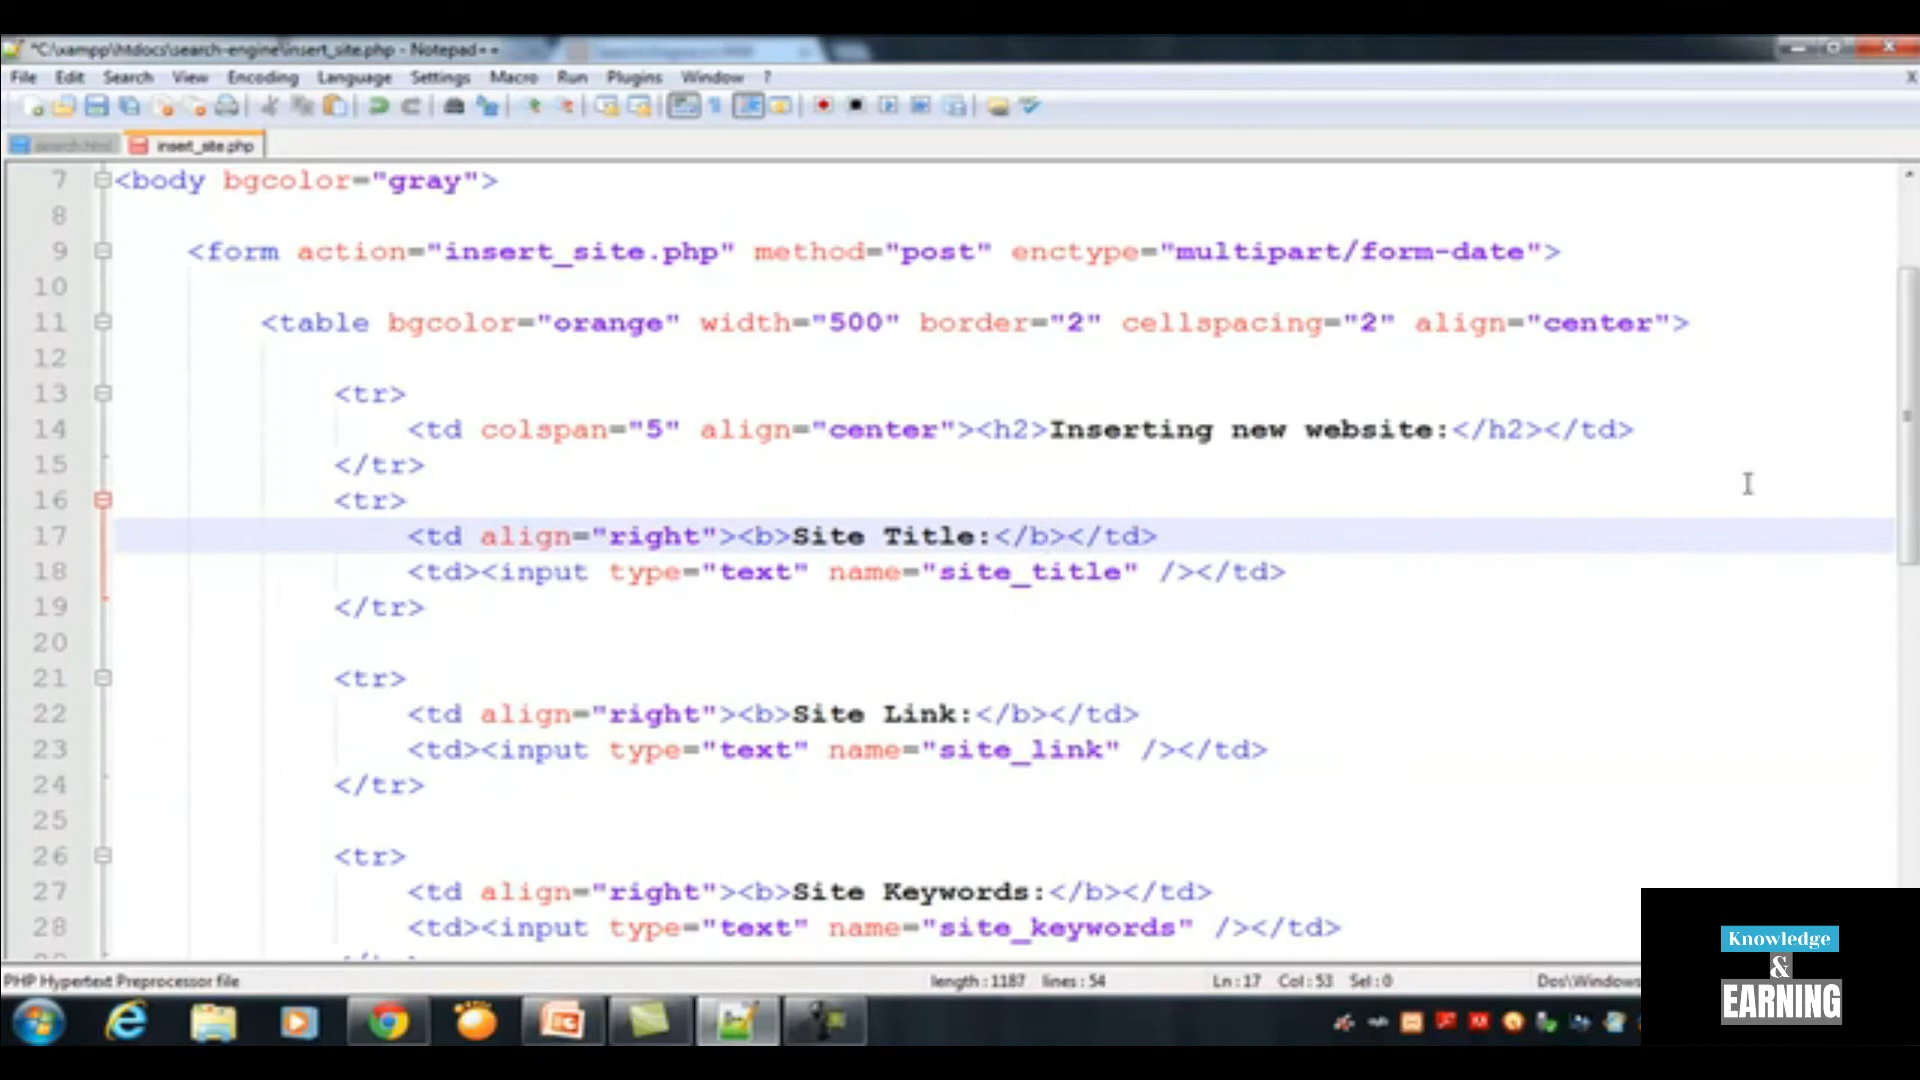 *C:\xampp\htdocs\search-engine\insert_site.php - Notepad++
File Edit Search View Encoding Language Settings Macro Run Plugins Window ? X
search.html insert_site.php
7 <body bgcolor="gray">
8
9 <form action="insert_site.php" method="post" enctype="multipart/form-date">
10
11 <table bgcolor="orange" width="500" border="2" cellspacing="2" align="center">
12
13 <tr>
14 <td colspan="5" align="center"><h2>Inserting new website:</h2></td>
15 </tr>
16 <tr>
17 <td align="right"><b>Site Title:</b></td>
18 <td><input type="text" name="site_title" /></td>
19 </tr>
20
21 <tr>
22 <td align="right"><b>Site Link:</b></td>
23 <td><input type="text" name="site_link" /></td>
24 </tr>
25
26 <tr>
27 <td align="right"><b>Site Keywords:</b></td>
28 <td><input type="text" name="site_keywords" /></td>
PHP Hypertext Preprocessor file length : 1187 lines : 54 Ln : 17 Col : 53 Sel : 0 Dos\Windows
Knowledge
&
EARNING